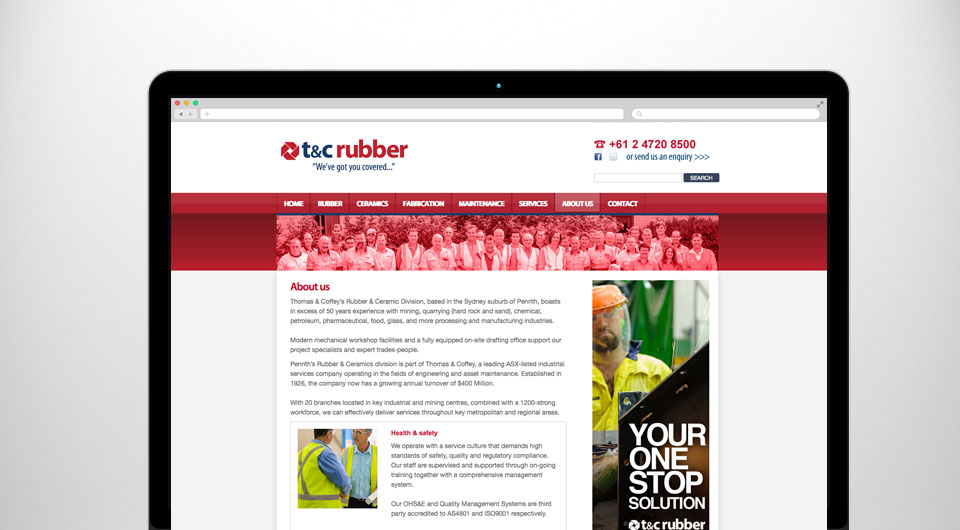 t&c rubber
“We’ve got you covered...”
+61 2 4720 8500
or send us an enquiry >>>
SEARCH
HOME RUBBER CERAMICS FABRICATION MAINTENANCE SERVICES ABOUT US CONTACT
About us
Thomas & Coffey's Rubber & Ceramic Division, based in the Sydney suburb of Penrith, boasts
in excess of 50 years experience with mining, quarrying (hard rock and sand), chemical,
petroleum, pharmaceutical, food, glass, and more processing and manufacturing industries.
Modern mechanical workshop facilities and a fully equipped on-site drafting office support our
project specialists and expert trades-people.
Penrith's Rubber & Ceramics division is part of Thomas & Coffey, a leading ASX-listed industrial
services company operating in the fields of engineering and asset maintenance. Established in
1926, the company now has a growing annual turnover of $400 Million.
With 20 branches located in key industrial and mining centres, combined with a 1200-strong
workforce, we can effectively deliver services throughout key metropolitan and regional areas.
Health & safety
We operate with a service culture that demands high
standards of safety, quality and regulatory compliance.
Our staff are supervised and supported through on-going
training together with a comprehensive management
system.
Our OHS&E and Quality Management Systems are third
party accredited to AS4801 and ISO9001 respectively.
YOUR
ONE
STOP
SOLUTION
t&c rubber